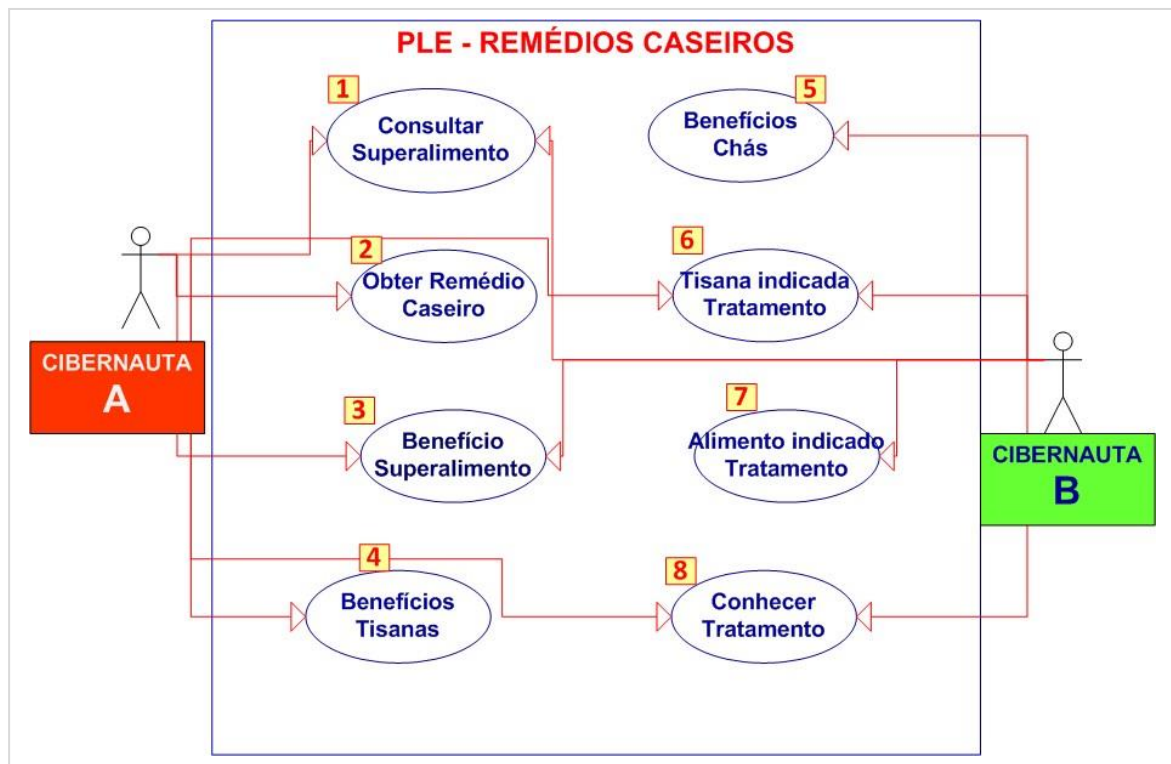 PLE - REMÉDIOS CASEIROS
1
Consultar
Superalimento
5
Benefícios
Chás
2
Obter Remédio
Caseiro
6
Tisana indicada
Tratamento
CIBERNAUTA
A
3
Benefício
Superalimento
7
Alimento indicado
Tratamento
CIBERNAUTA
B
4
Benefícios
Tisanas
8
Conhecer
Tratamento